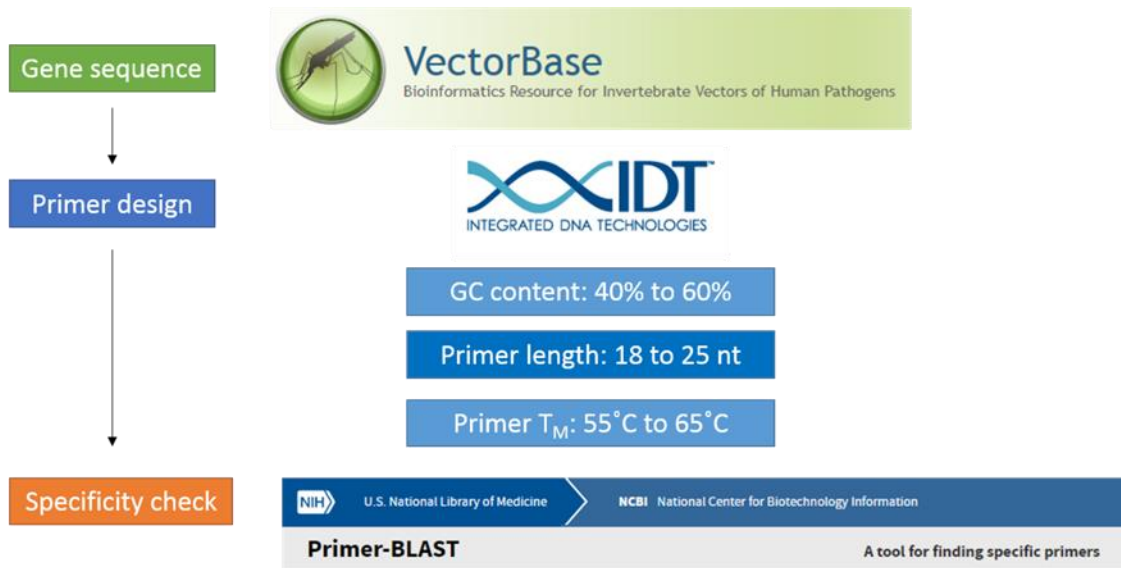 Gene sequence
VectorBase
Bioinformatics Resource for Invertebrate Vectors of Human Pathogens
Primer design
IDT™
INTEGRATED DNA TECHNOLOGIES
GC content: 40% to 60%
Primer length: 18 to 25 nt
Primer TM: 55˚C to 65˚C
Specificity check
NIH U.S. National Library of Medicine NCBI National Center for Biotechnology Information
Primer-BLAST A tool for finding specific primers